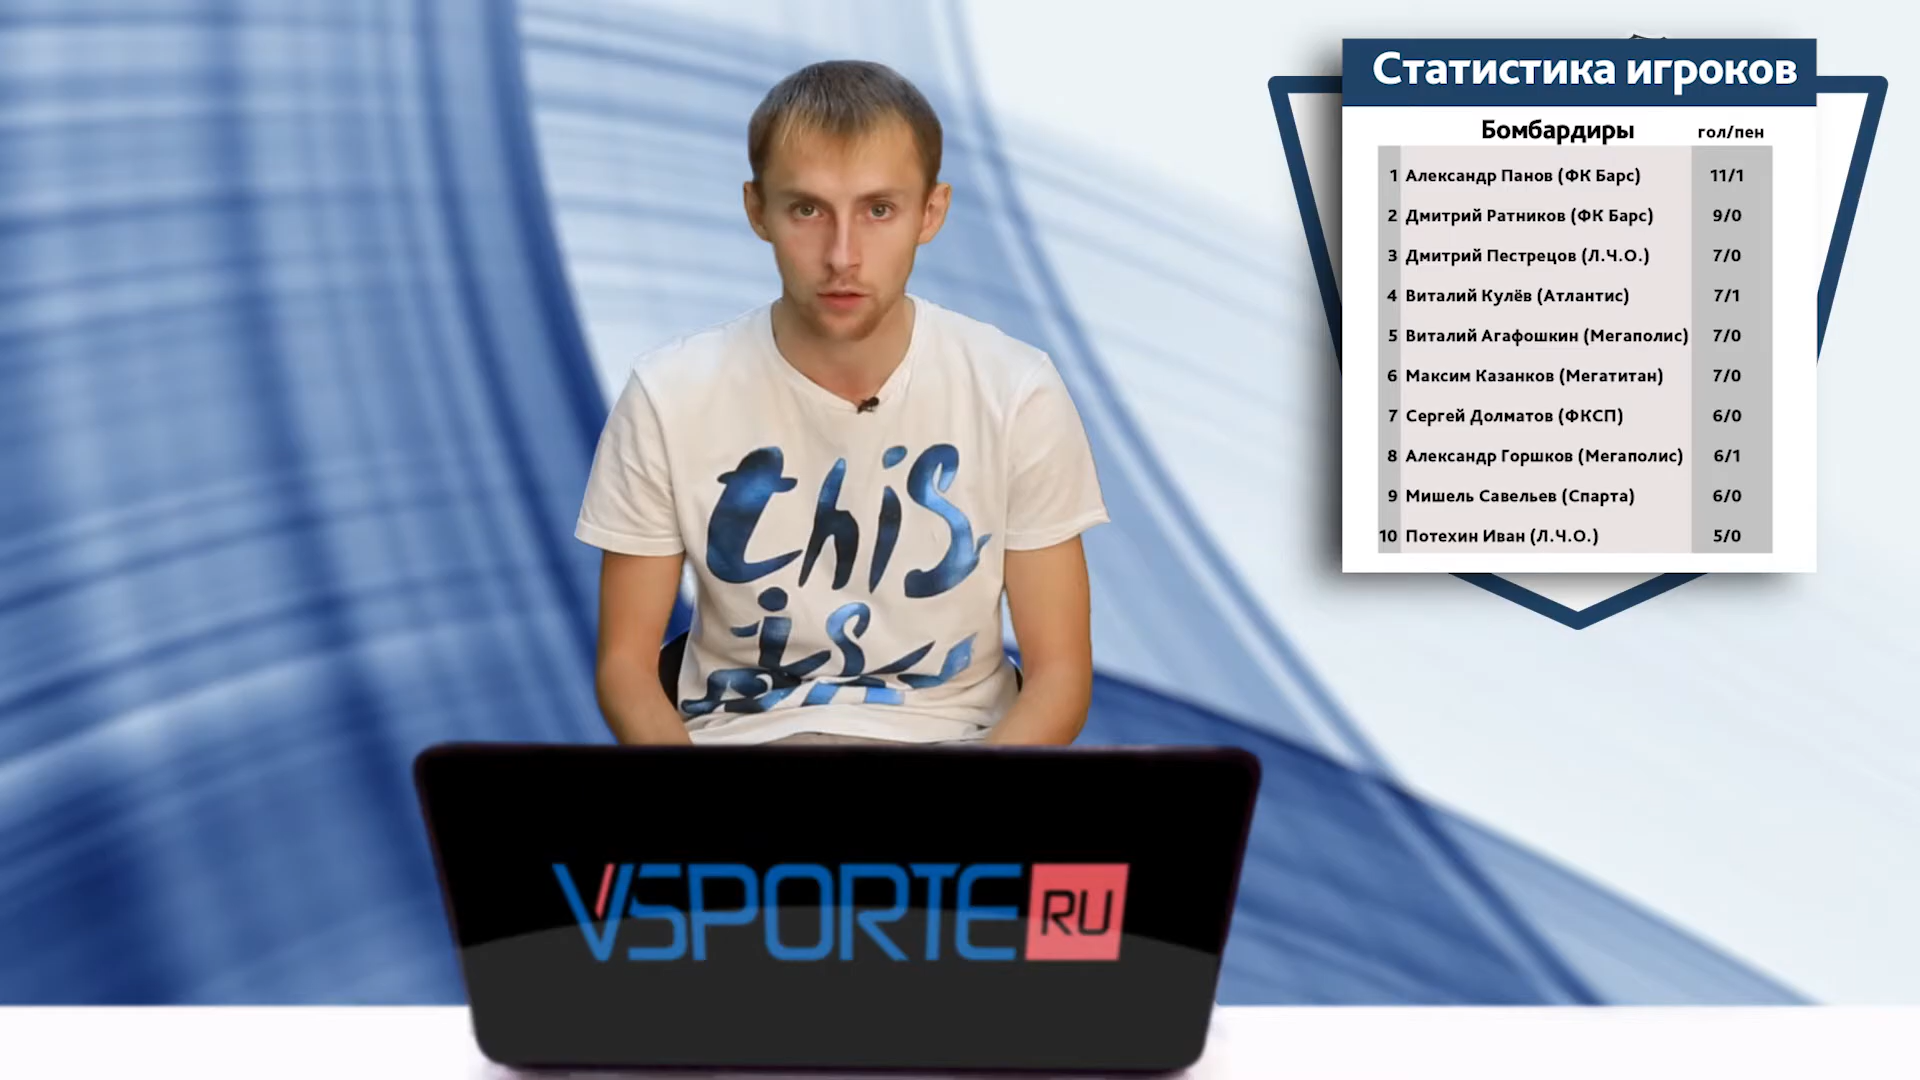 Статистика игроков
Бомбардиры гол/пен
1 Александр Панов (ФК Барс) 11/1
2 Дмитрий Ратников (ФК Барс) 9/0
3 Дмитрий Пестрецов (Л.Ч.О.) 7/0
4 Виталий Кулёв (Атлантис) 7/1
5 Виталий Агафошкин (Мегаполис) 7/0
6 Максим Казанков (Мегатитан) 7/0
7 Сергей Долматов (ФКСП) 6/0
8 Александр Горшков (Мегаполис) 6/1
9 Мишель Савельев (Спарта) 6/0
10 Потехин Иван (Л.Ч.О.) 5/0
this
is
VSPORTE RU